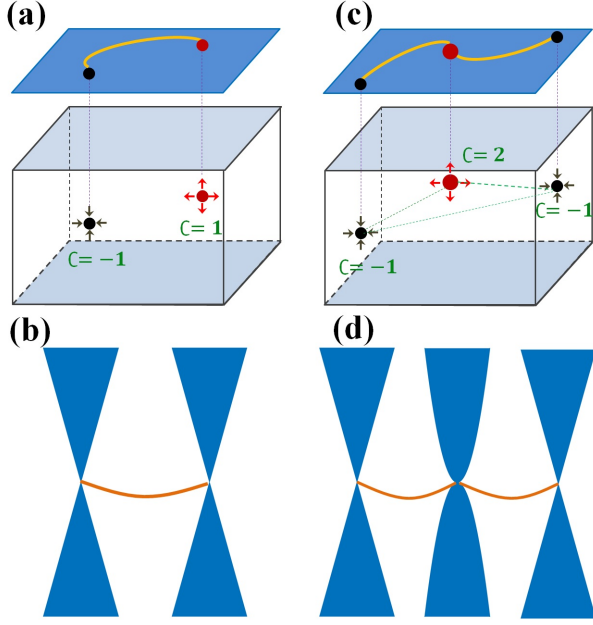 (a)
C= -1
C= 1
(b)
(c)
C= 2
C= -1
C= -1
(d)